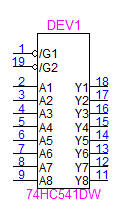 DEV1
1 /G1
19 /G2
2 A1 Y1 18
3 A2 Y2 17
4 A3 Y3 16
5 A4 Y4 15
6 A5 Y5 14
7 A6 Y6 13
8 A7 Y7 12
9 A8 Y8 11
74HC541DW